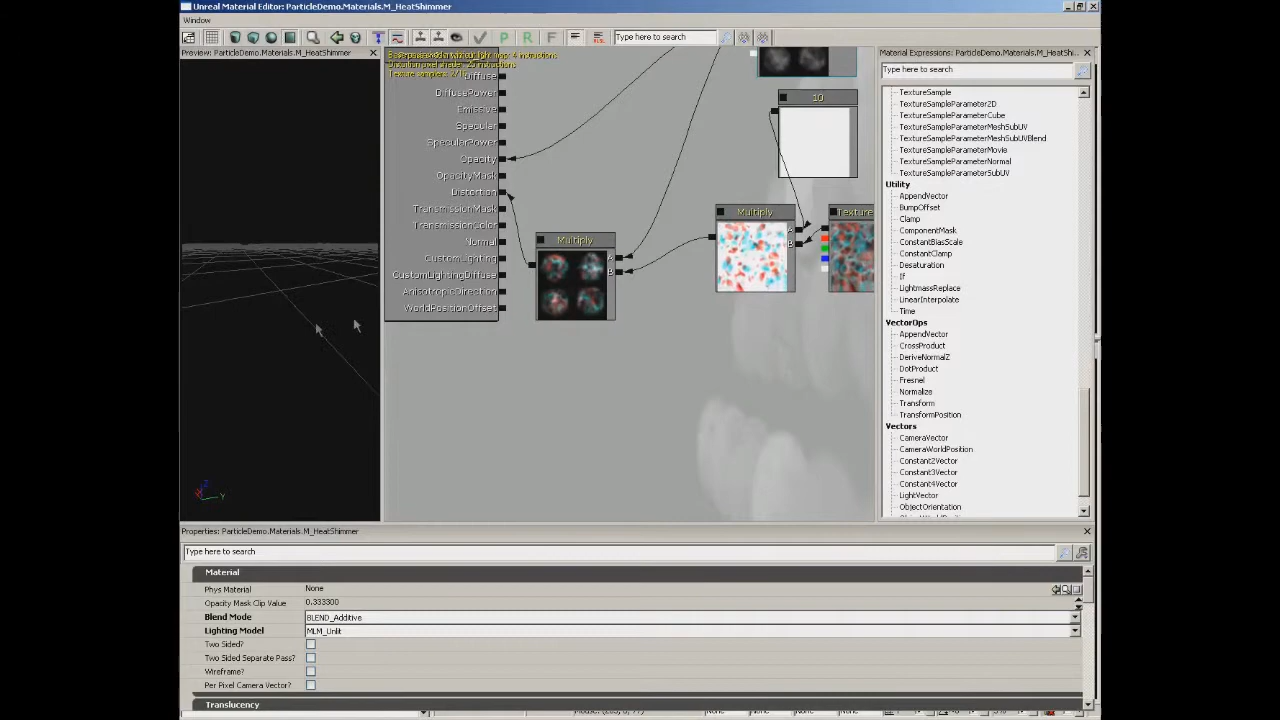 Unreal Material Editor: ParticleDemo.Materials.M_HeatShimmer
Window
Type here to search
Preview: ParticleDemo.Materials.M_HeatShimmer
Diffuse
DiffusePower
Emissive
Specular
SpecularPower
Opacity
OpacityMask
Distortion
TransmissionMask
TransmissionColor
Normal
CustomLighting
CustomLightingDiffuse
AnisotropicDirection
WorldPositionOffset
Multiply
A
B
Multiply
A
B
10
Texture
Z
Y
Material Expressions: ParticleDemo.Materials.M_HeatShi...
Type here to search
TextureSample
TextureSampleParameter2D
TextureSampleParameterCube
TextureSampleParameterMeshSubUV
TextureSampleParameterMeshSubUVBlend
TextureSampleParameterMovie
TextureSampleParameterNormal
TextureSampleParameterSubUV
Utility
AppendVector
BumpOffset
Clamp
ComponentMask
ConstantBiasScale
ConstantClamp
Desaturation
If
LightmassReplace
LinearInterpolate
Time
VectorOps
AppendVector
CrossProduct
DeriveNormalZ
DotProduct
Fresnel
Normalize
Transform
TransformPosition
Vectors
CameraVector
CameraWorldPosition
Constant2Vector
Constant3Vector
Constant4Vector
LightVector
ObjectOrientation
Properties: ParticleDemo.Materials.M_HeatShimmer
Type here to search
Material
Phys Material None
Opacity Mask Clip Value 0.333300
Blend Mode BLEND_Additive
Lighting Model MLM_Unlit
Two Sided?
Two Sided Separate Pass?
Wireframe?
Per Pixel Camera Vector?
Translucency